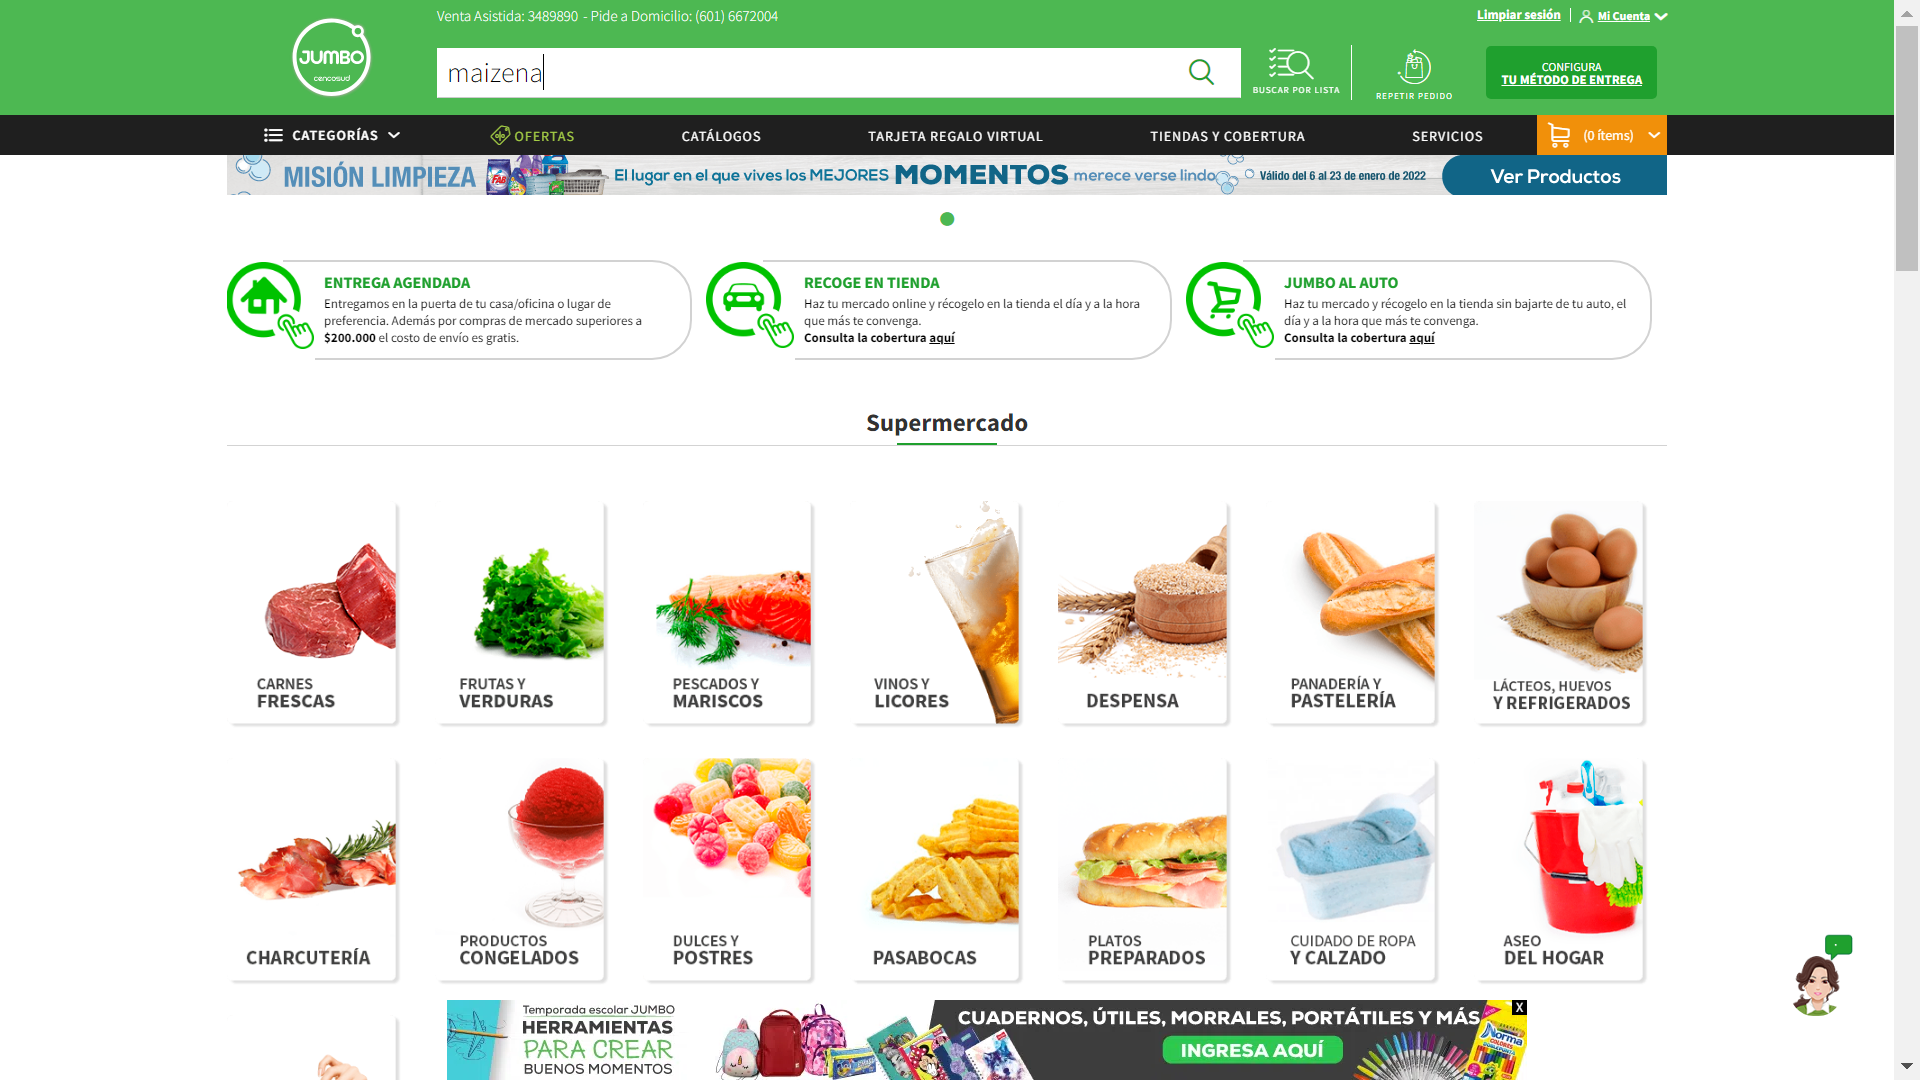 Venta Asistida: 3489890 - Pide a Domicilio: (601) 6672004
Limpiar sesión
Mi Cuenta
JUMBO
cencosud
maizena
BUSCAR POR LISTA
REPETIR PEDIDO
CONFIGURA
TU MÉTODO DE ENTREGA
CATEGORÍAS
OFERTAS
CATÁLOGOS
TARJETA REGALO VIRTUAL
TIENDAS Y COBERTURA
SERVICIOS
(0 ítems)
MISIÓN LIMPIEZA
FAB
El lugar en el que vives los MEJORES MOMENTOS merece verse lindo
Válido del 6 al 23 de enero de 2022
Ver Productos
ENTREGA AGENDADA
Entregamos en la puerta de tu casa/oficina o lugar de
preferencia. Además por compras de mercado superiores a
$200.000 el costo de envío es gratis.
RECOGE EN TIENDA
Haz tu mercado online y récogelo en la tienda el día y a la hora
que más te convenga.
Consulta la cobertura aquí
JUMBO AL AUTO
Haz tu mercado y récogelo en la tienda sin bajarte de tu auto, el
día y a la hora que más te convenga.
Consulta la cobertura aquí
Supermercado
CARNES
FRESCAS
FRUTAS Y
VERDURAS
PESCADOS Y
MARISCOS
VINOS Y
LICORES
DESPENSA
PANADERÍA Y
PASTELERÍA
LÁCTEOS, HUEVOS
Y REFRIGERADOS
CHARCUTERÍA
PRODUCTOS
CONGELADOS
DULCES Y
POSTRES
PASABOCAS
PLATOS
PREPARADOS
CUIDADO DE ROPA
Y CALZADO
ASEO
DEL HOGAR
Temporada escolar JUMBO
HERRAMIENTAS
PARA CREAR
BUENOS MOMENTOS
CUADERNOS, ÚTILES, MORRALES, PORTÁTILES Y MÁS
INGRESA AQUÍ
Norma
COLORES
X